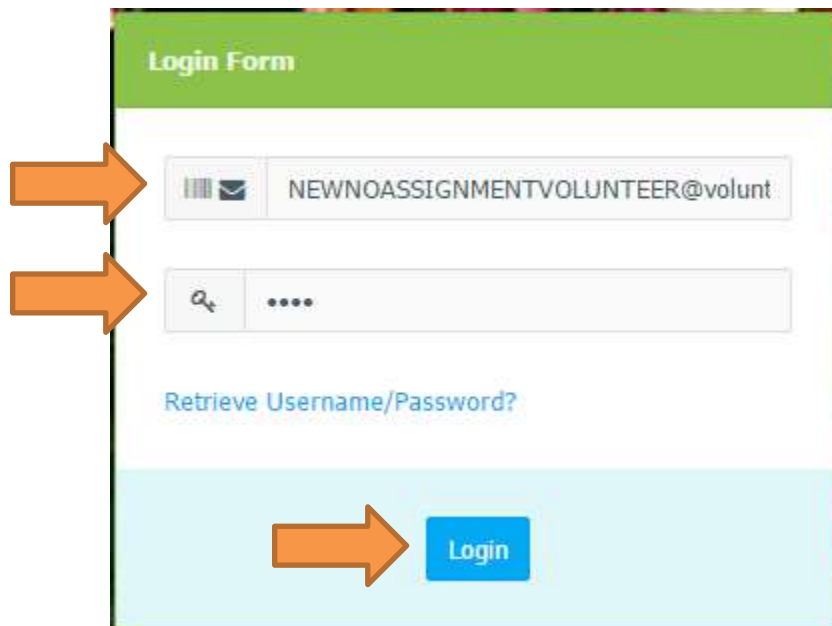 Login Form
NEWNOASSIGNMENTVOLUNTEER@volunt
••••
Retrieve Username/Password?
Login